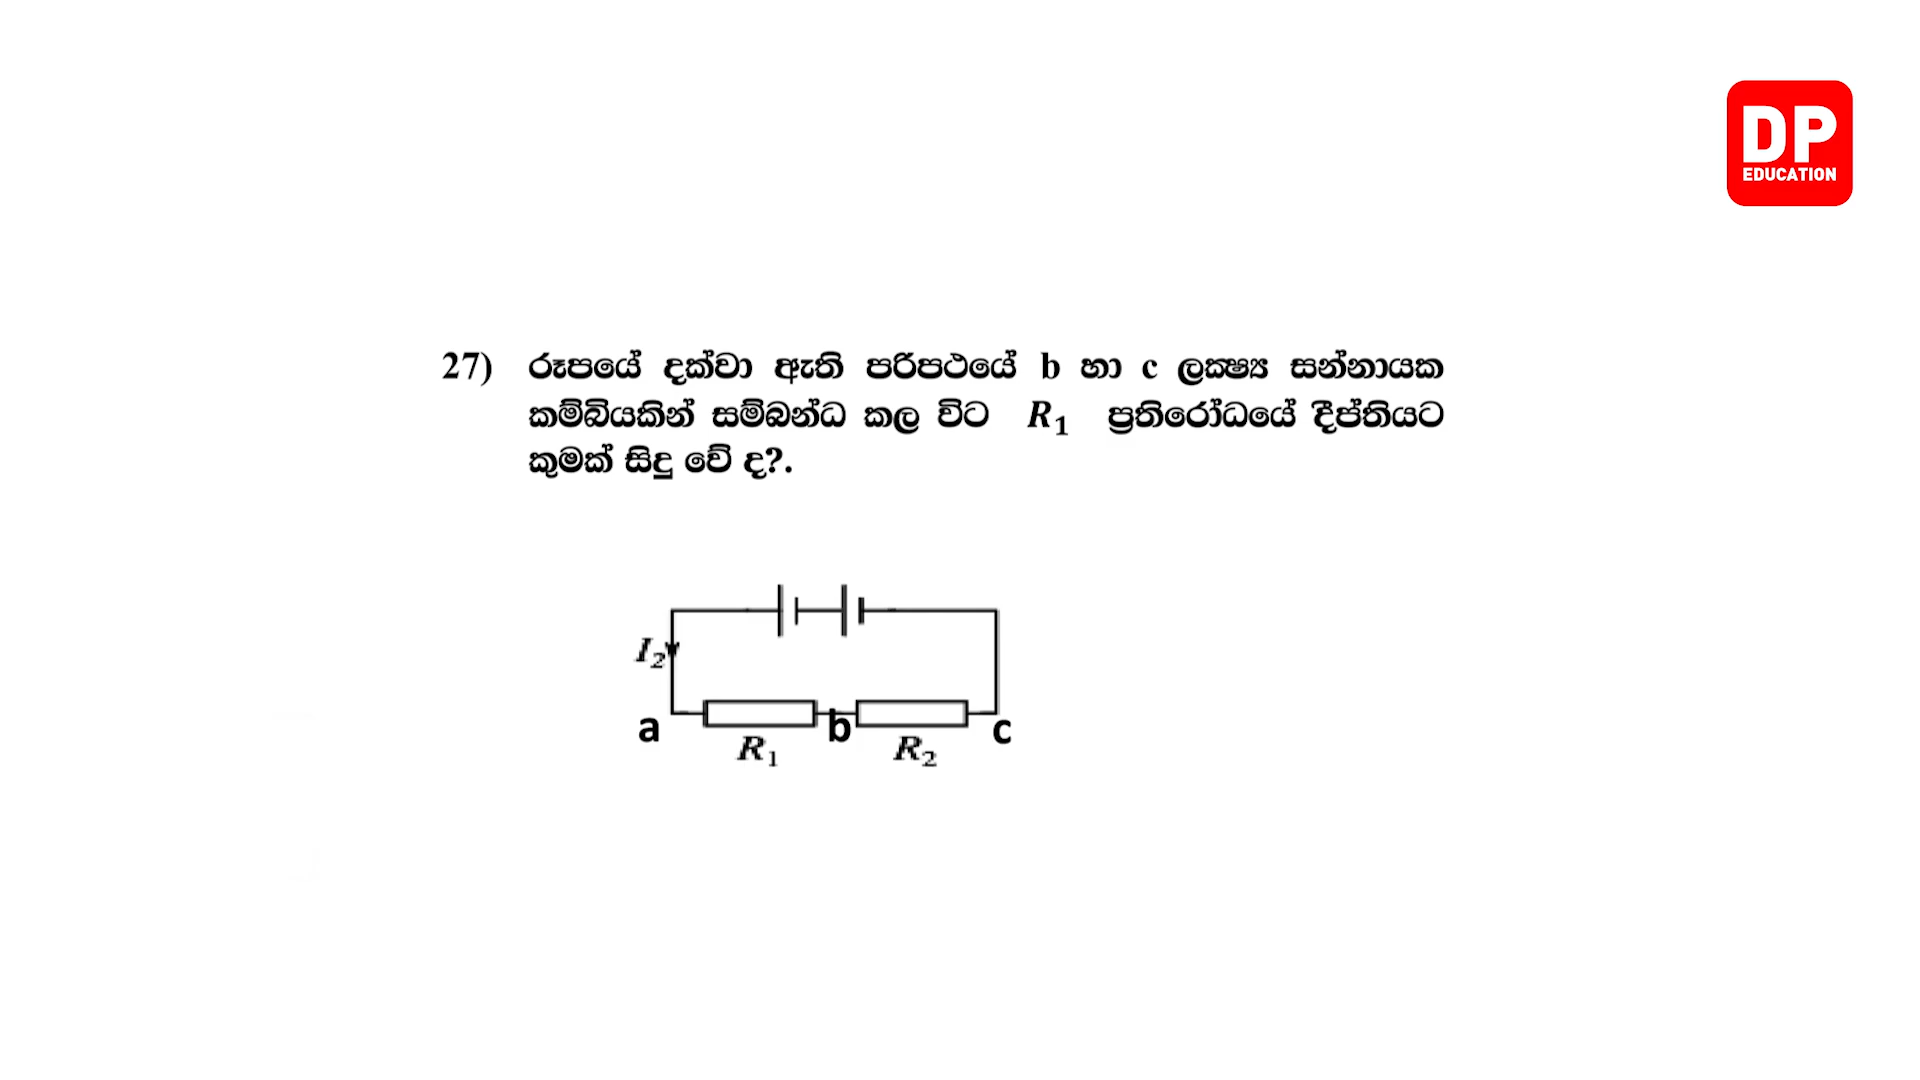 DP
EDUCATION
27) රූපයේ දක්වා ඇති පරිපථයේ b හා c ලක්‍ෂ්‍ය සන්නායක
කම්බියකින් සම්බන්ධ කල විට R₁ ප්‍රතිරෝධයේ දීප්තියට
කුමක් සිදු වේ ද?.
I₂
a b c
R₁ R₂